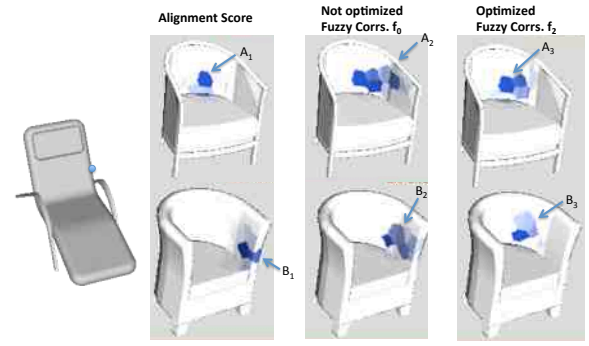 Alignment Score
Not optimized
Fuzzy Corrs. f₀
Optimized
Fuzzy Corrs. f₂
A₁
A₂
A₃
B₁
B₂
B₃